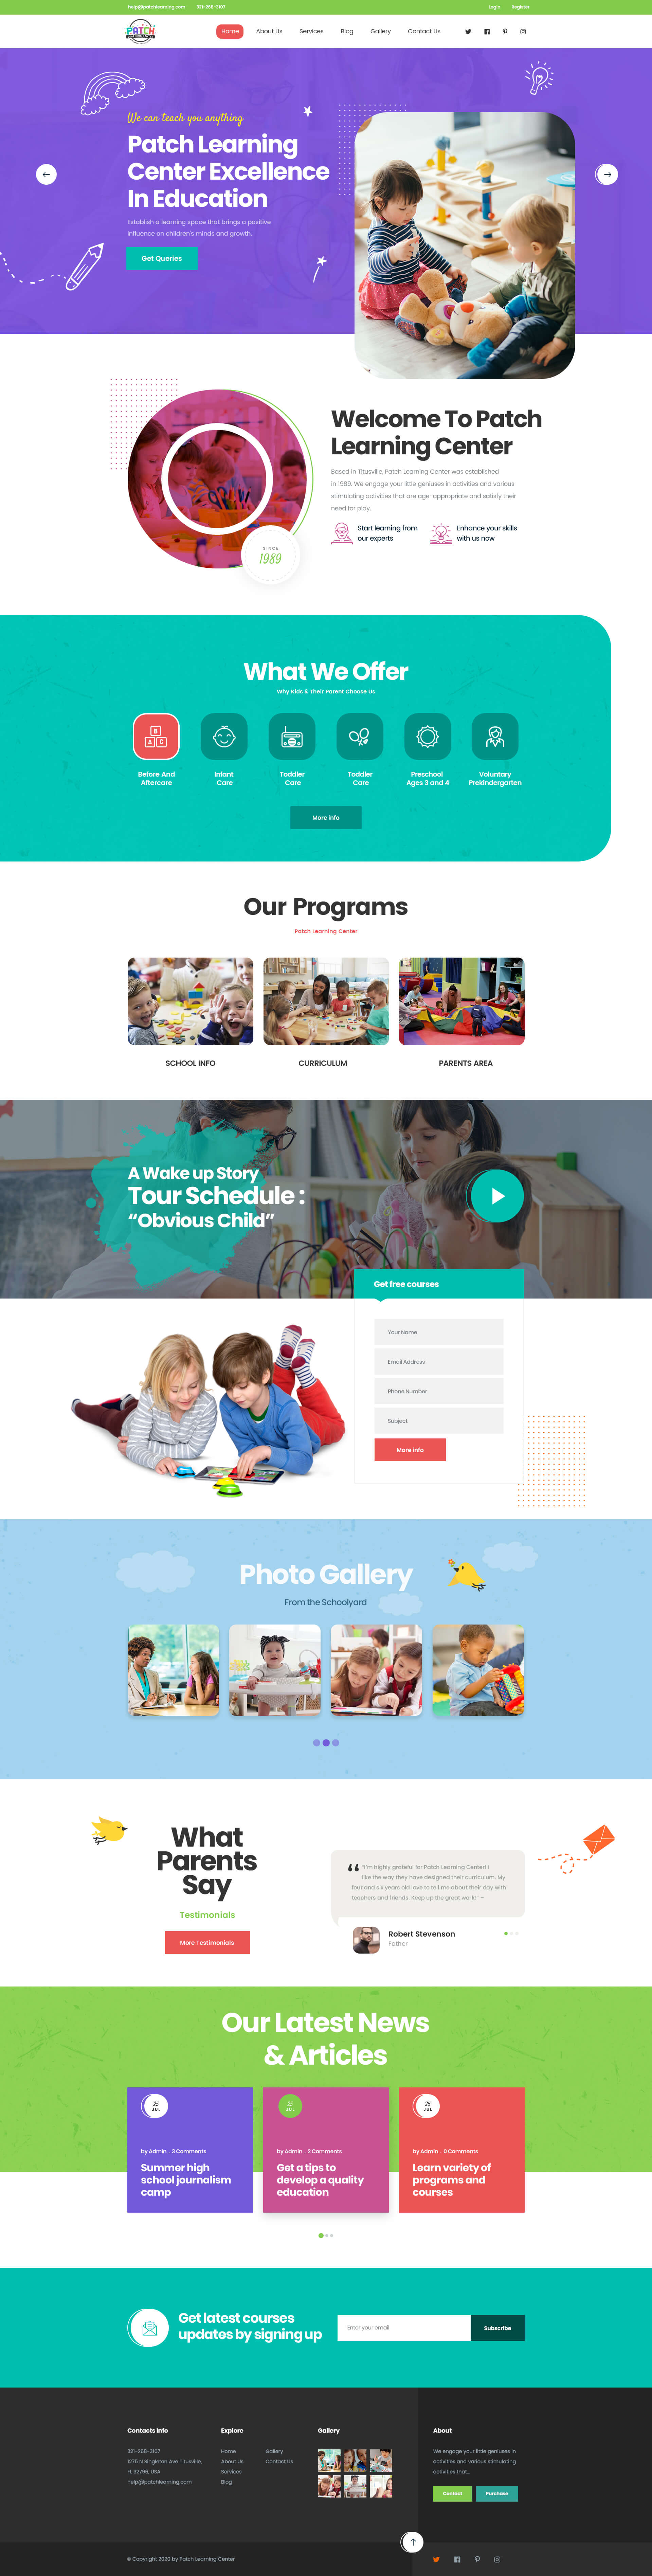 help@patchlearning.com 321-268-3107 Login Register
PATCH
Home About Us Services Blog Gallery Contact Us
We can teach you anything
Patch Learning
Center Excellence
In Education
Establish a learning space that brings a positive
influence on children's minds and growth.
Get Queries
Welcome To Patch
Learning Center
Based in Titusville, Patch Learning Center was established
in 1989. We engage your little geniuses in activities and various
stimulating activities that are age-appropriate and satisfy their
need for play.
Start learning from
our experts
Enhance your skills
with us now
SINCE
1989
What We Offer
Why Kids & Their Parent Choose Us
B
A C
Before And
Aftercare
Infant
Care
Toddler
Care
Toddler
Care
Preschool
Ages 3 and 4
Voluntary
Prekindergarten
More info
Our Programs
Patch Learning Center
SCHOOL INFO
CURRICULUM
PARENTS AREA
A Wake up Story
Tour Schedule :
“Obvious Child”
Get free courses
Your Name
Email Address
Phone Number
Subject
More info
Photo Gallery
From the Schoolyard
What
Parents
Say
Testimonials
More Testimonials
"I'm highly grateful for Patch Learning Center! I
like the way they have designed their curriculum. My
four and six years old love to tell me about their day with
teachers and friends. Keep up the great work!" –
Robert Stevenson
Father
Our Latest News
& Articles
25
JUL
by Admin . 3 Comments
Summer high
school journalism
camp
25
JUL
by Admin . 2 Comments
Get a tips to
develop a quality
education
25
JUL
by Admin . 0 Comments
Learn variety of
programs and
courses
Get latest courses
updates by signing up
Enter your email
Subscribe
Contacts Info
321-268-3107
1275 N Singleton Ave Titusville,
FL 32796, USA
help@patchlearning.com
Explore
Home
About Us
Services
Blog
Gallery
Contact Us
Gallery
About
We engage your little geniuses in
activities and various stimulating
activities that...
Contact
Purchase
© Copyright 2020 by Patch Learning Center